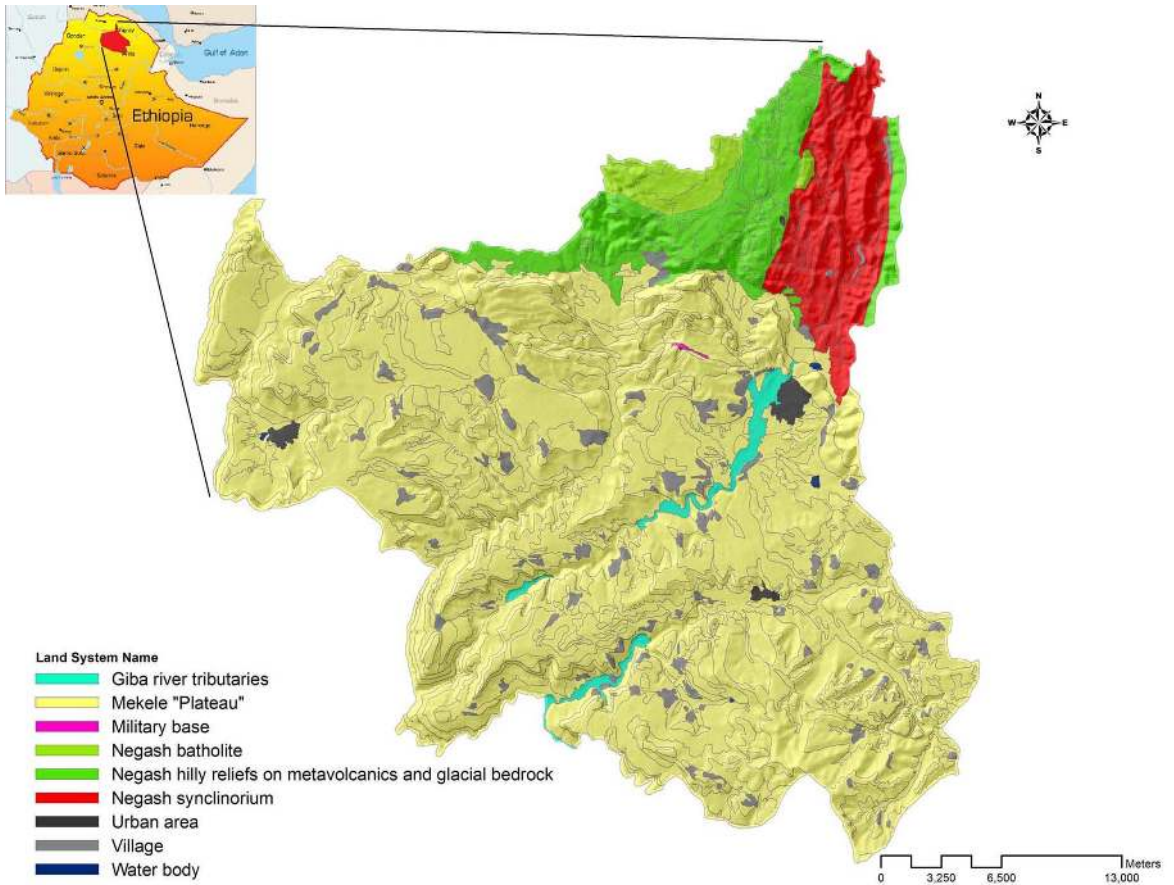 Gulf of Aden
Ethiopia
N
W E
S
Land System Name
Giba river tributaries
Mekele "Plateau"
Military base
Negash batholite
Negash hilly reliefs on metavolcanics and glacial bedrock
Negash synclinorium
Urban area
Village
Water body
Meters
0 3,250 6,500 13,000